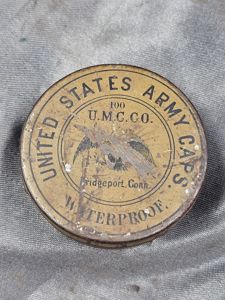 UNITED STATES ARMY CAPS.
100
U.M.C.CO.
Bridgeport, Conn.
WATERPROOF.